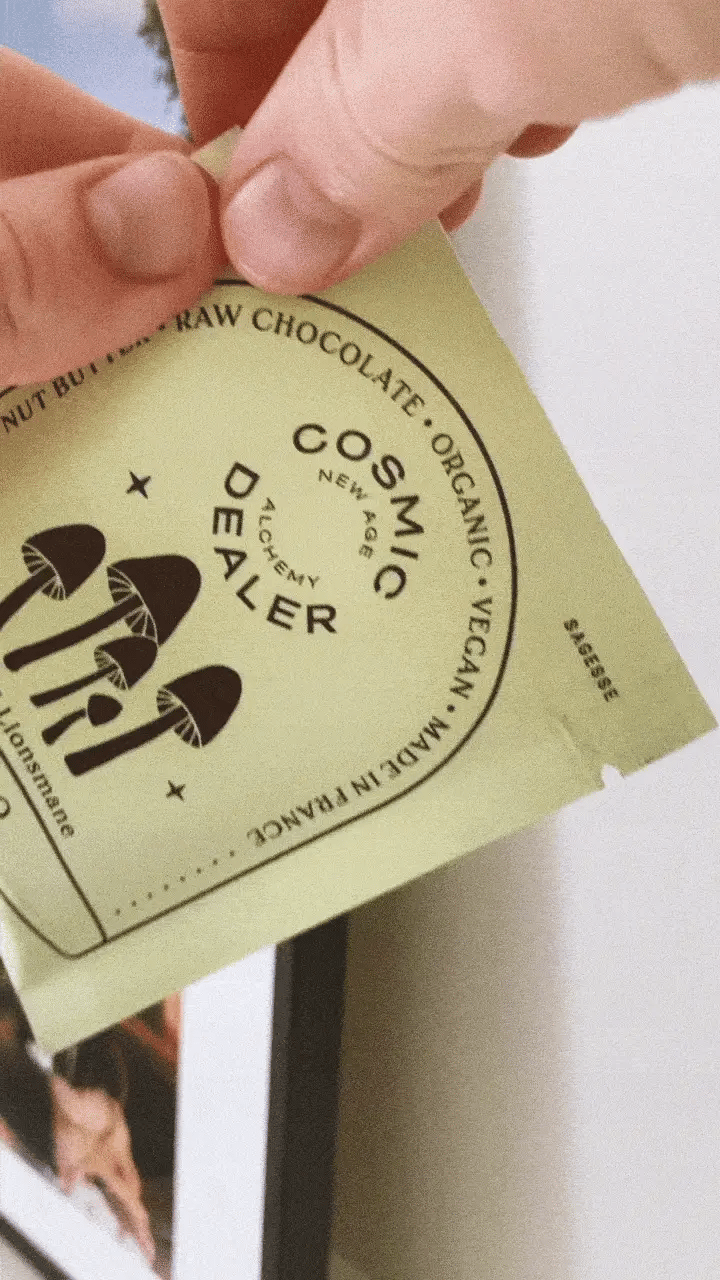 NUT BUTTER • RAW CHOCOLATE • ORGANIC • VEGAN • MADE IN FRANCE
COSMIC
DEALER
NEW AGE
ALCHEMY
SAGESSE
Lionsmane